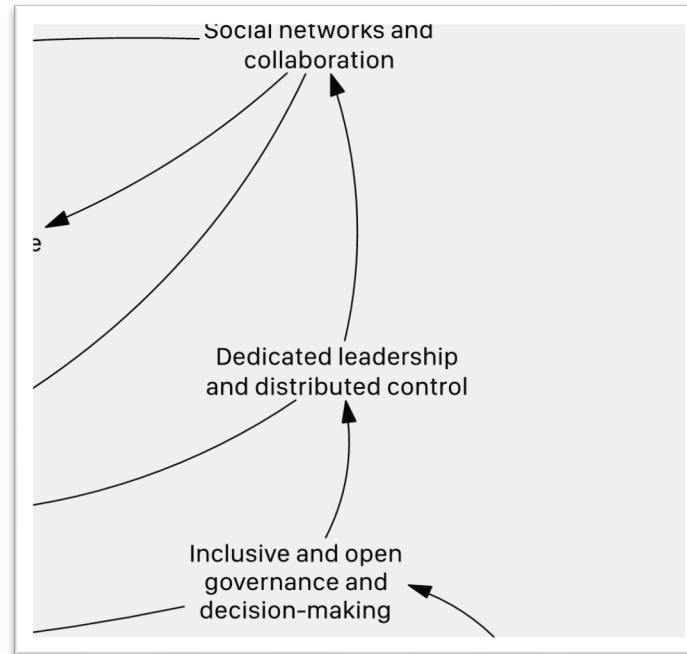 Social networks and
collaboration
e
Dedicated leadership
and distributed control
Inclusive and open
governance and
decision-making